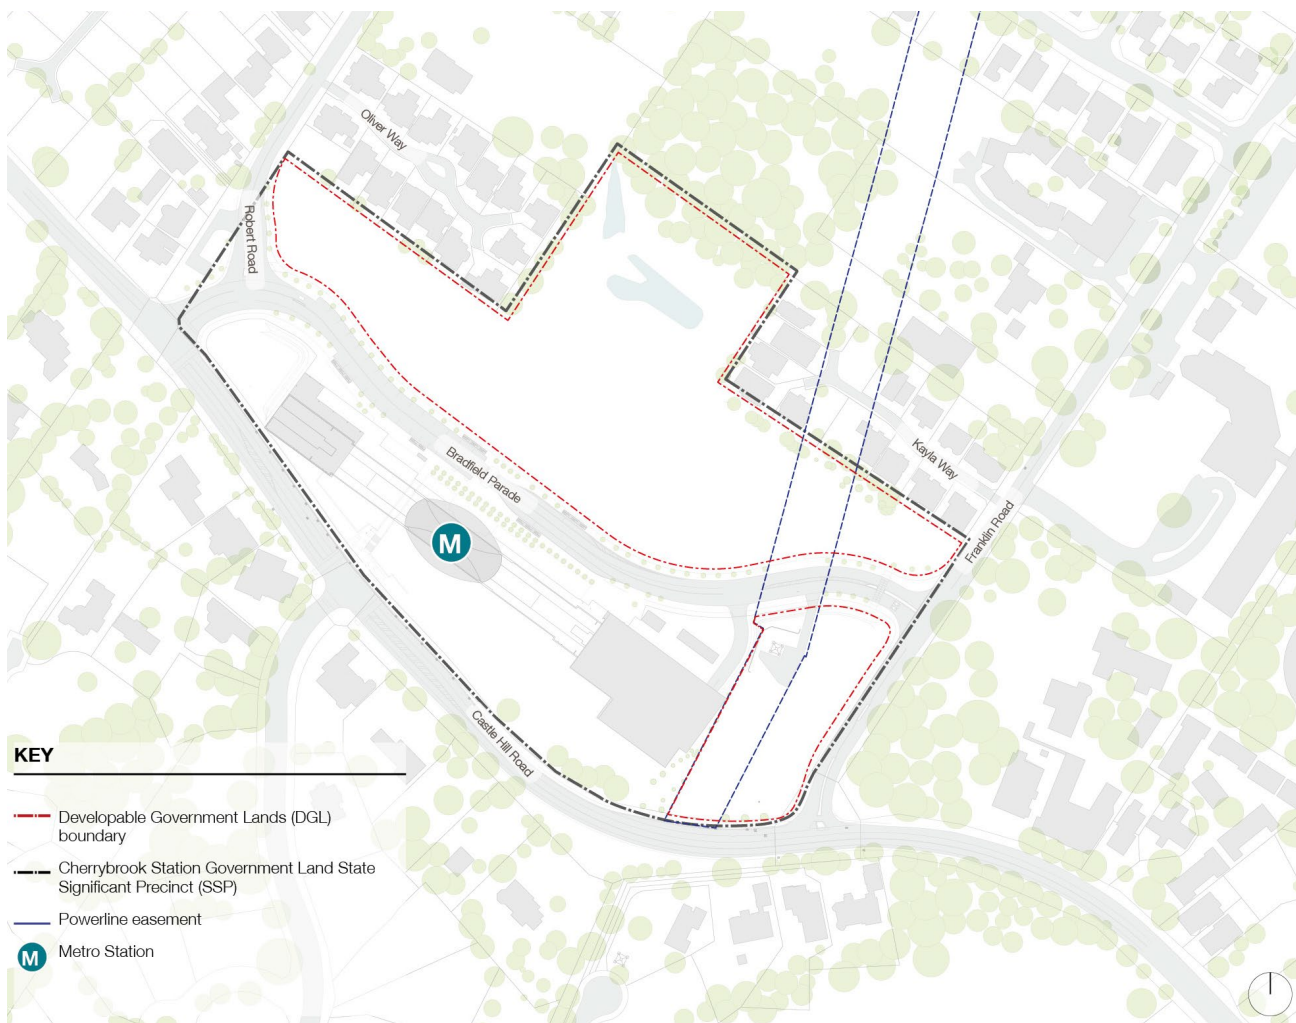 Oliver Way
Robert Road
Bradfield Parade
M
Kayla Way
Franklin Road
Castle Hill Road
KEY
Developable Government Lands (DGL)
boundary
Cherrybrook Station Government Land State
Significant Precinct (SSP)
Powerline easement
M
Metro Station